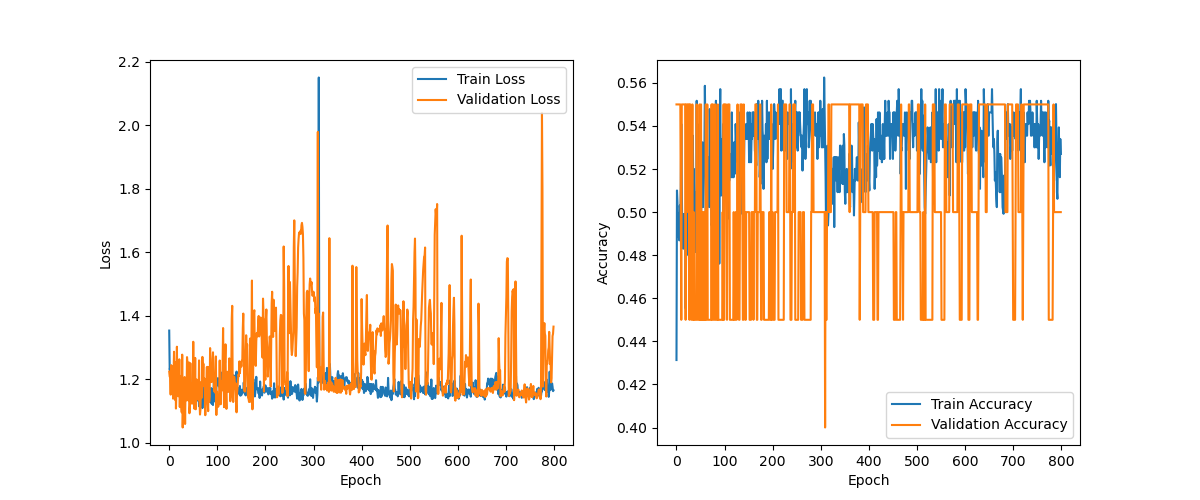 2.2
2.0
1.8
1.6
1.4
1.2
1.0
Loss
0 100 200 300 400 500 600 700 800
Epoch
Train Loss
Validation Loss
0.56
0.54
0.52
0.50
0.48
0.46
0.44
0.42
0.40
Accuracy
0 100 200 300 400 500 600 700 800
Epoch
Train Accuracy
Validation Accuracy